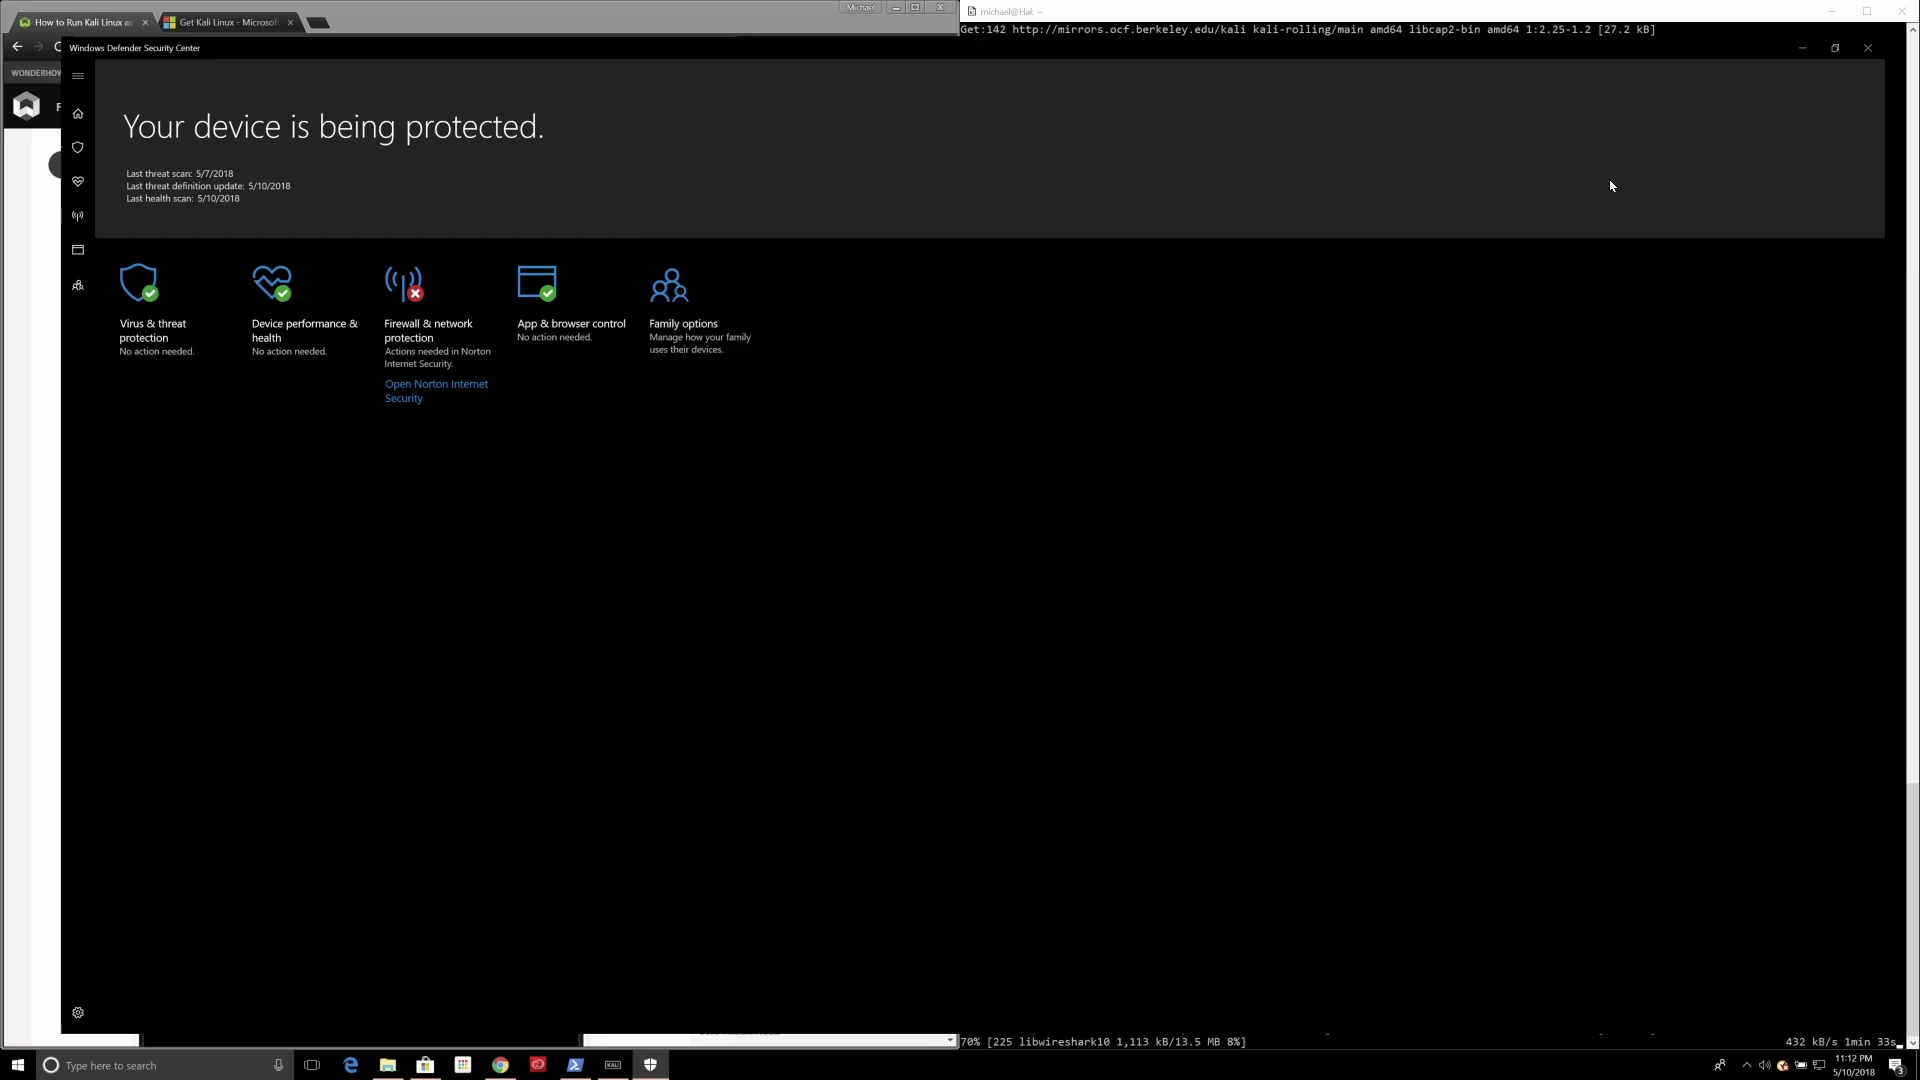 How to Run Kali Linux as
Get Kali Linux - Microsof
Michael
michael@Hal: ~
Get:142 http://mirrors.ocf.berkeley.edu/kali kali-rolling/main amd64 libcap2-bin amd64 1:2.25-1.2 [27.2 kB]
Windows Defender Security Center
WONDERHOW
F
Your device is being protected.
Last threat scan: 5/7/2018
Last threat definition update: 5/10/2018
Last health scan: 5/10/2018
Virus & threat
protection
No action needed.
Device performance &
health
No action needed.
Firewall & network
protection
Actions needed in Norton
Internet Security.
Open Norton Internet
Security
App & browser control
No action needed.
Family options
Manage how your family
uses their devices.
70% [225 libwireshark10 1,113 kB/13.5 MB 8%]
432 kB/s 1min 33s
Type here to search
KALI
11:12 PM
5/10/2018
3